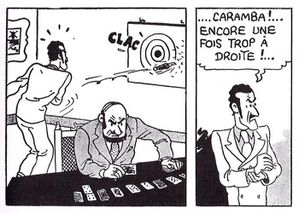 CLAC
....CARAMBA!...
ENCORE UNE
FOIS TROP À
DROITE!...